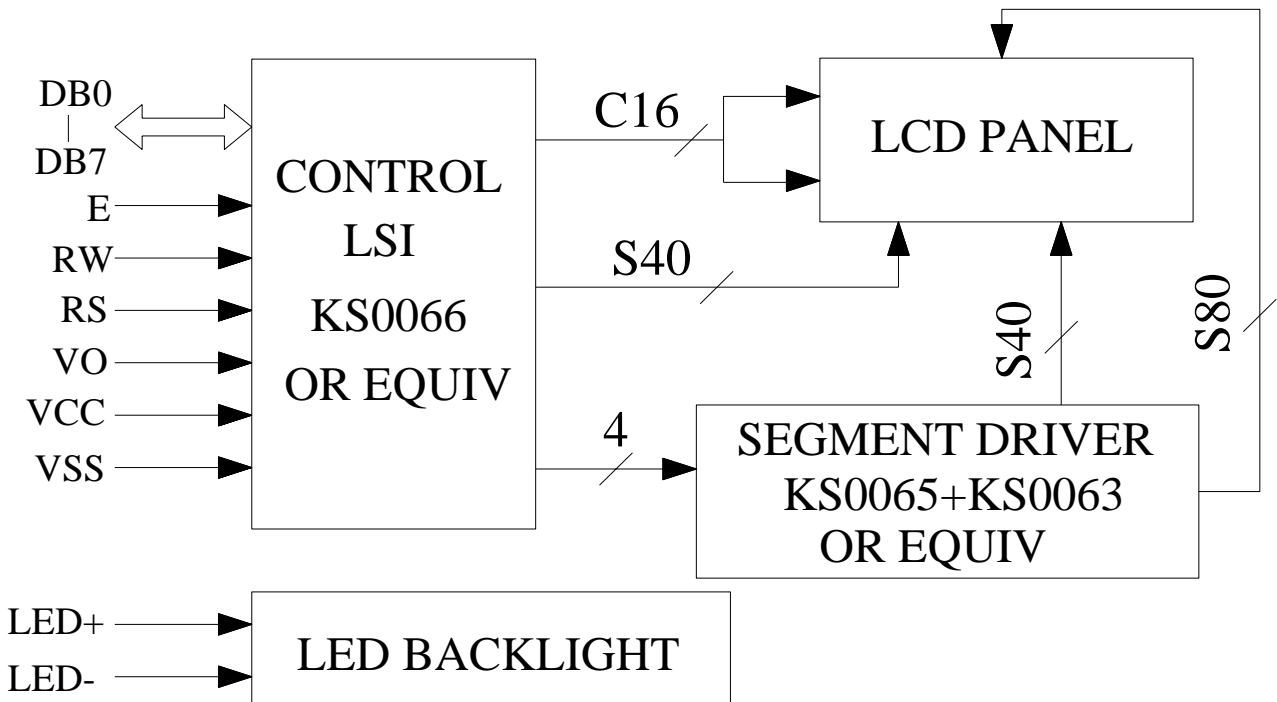 DB0
DB7
E
RW
RS
VO
VCC
VSS
CONTROL
LSI
KS0066
OR EQUIV
C16
S40
4
LCD PANEL
S40
S80
SEGMENT DRIVER
KS0065+KS0063
OR EQUIV
LED+
LED-
LED BACKLIGHT